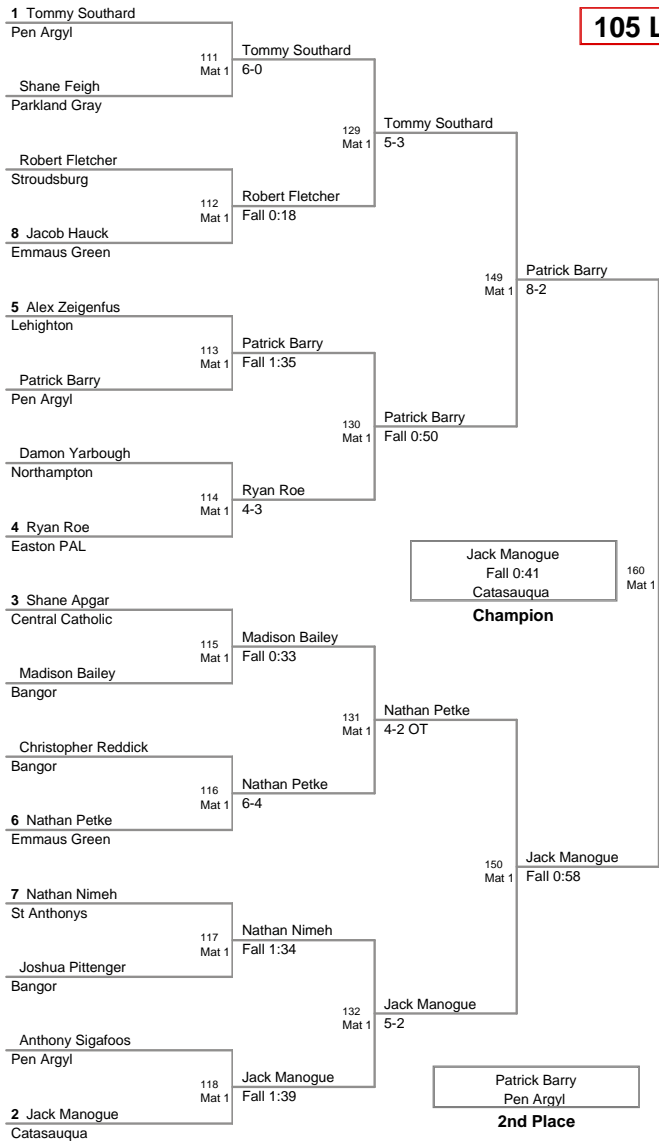 105 L
1 Tommy Southard
Pen Argyl
111
Mat 1
Tommy Southard
6-0
Shane Feigh
Parkland Gray
129
Mat 1
Tommy Southard
5-3
Robert Fletcher
Stroudsburg
112
Mat 1
Robert Fletcher
Fall 0:18
8 Jacob Hauck
Emmaus Green
149
Mat 1
Patrick Barry
8-2
5 Alex Zeigenfus
Lehighton
113
Mat 1
Patrick Barry
Fall 1:35
Patrick Barry
Pen Argyl
130
Mat 1
Patrick Barry
Fall 0:50
Damon Yarbough
Northampton
114
Mat 1
Ryan Roe
4-3
4 Ryan Roe
Easton PAL
Jack Manogue
Fall 0:41
Catasauqua
Champion
160
Mat 1
3 Shane Apgar
Central Catholic
115
Mat 1
Madison Bailey
Fall 0:33
Madison Bailey
Bangor
131
Mat 1
Nathan Petke
4-2 OT
Christopher Reddick
Bangor
116
Mat 1
Nathan Petke
6-4
6 Nathan Petke
Emmaus Green
150
Mat 1
Jack Manogue
Fall 0:58
7 Nathan Nimeh
St Anthonys
117
Mat 1
Nathan Nimeh
Fall 1:34
Joshua Pittenger
Bangor
132
Mat 1
Jack Manogue
5-2
Anthony Sigafoos
Pen Argyl
118
Mat 1
Jack Manogue
Fall 1:39
2 Jack Manogue
Catasauqua
Patrick Barry
Pen Argyl
2nd Place